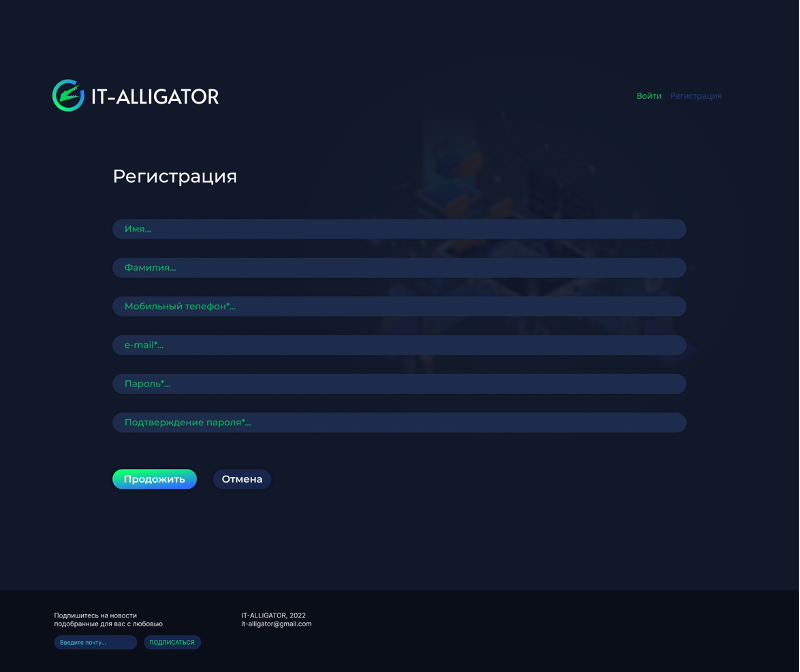 IT-ALLIGATOR
Войти Регистрация
Регистрация
Имя...
Фамилия...
Мобильный телефон*...
e-mail*...
Пароль*...
Подтверждение пароля*...
Продожить Отмена
Подпишитесь на новости
подобранные для вас с любовью
Введите почту...
ПОДПИСАТЬСЯ
IT-ALLIGATOR, 2022
it-alligator@gmail.com